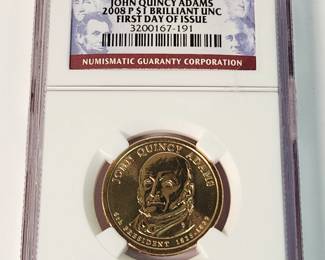 JOHN QUINCY ADAMS
2008 P $1 BRILLIANT UNC
FIRST DAY OF ISSUE
3200167-191
NUMISMATIC GUARANTY CORPORATION
JOHN QUINCY ADAMS
6th PRESIDENT 1825-1829